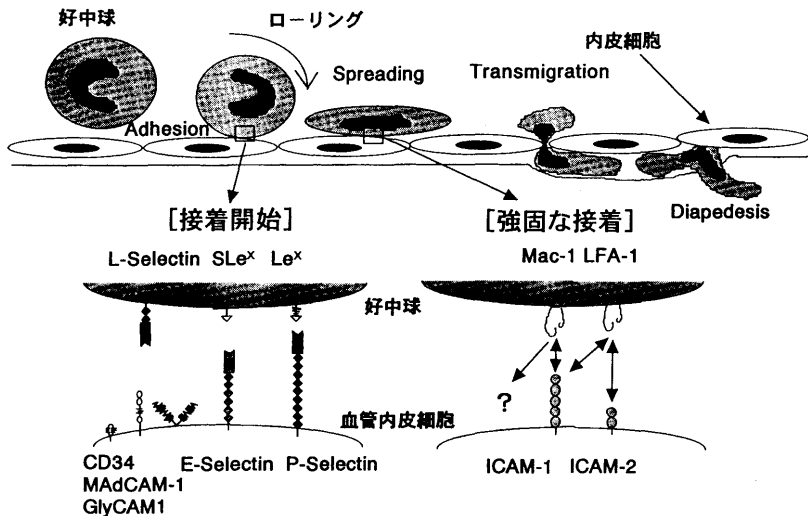 好中球
ローリング
内皮細胞
Spreading
Transmigration
Adhesion
Diapedesis
[接着開始]
[強固な接着]
L-Selectin SLeˣ Leˣ
Mac-1 LFA-1
好中球
?
血管内皮細胞
CD34
MAdCAM-1
GlyCAM1
E-Selectin P-Selectin
ICAM-1 ICAM-2